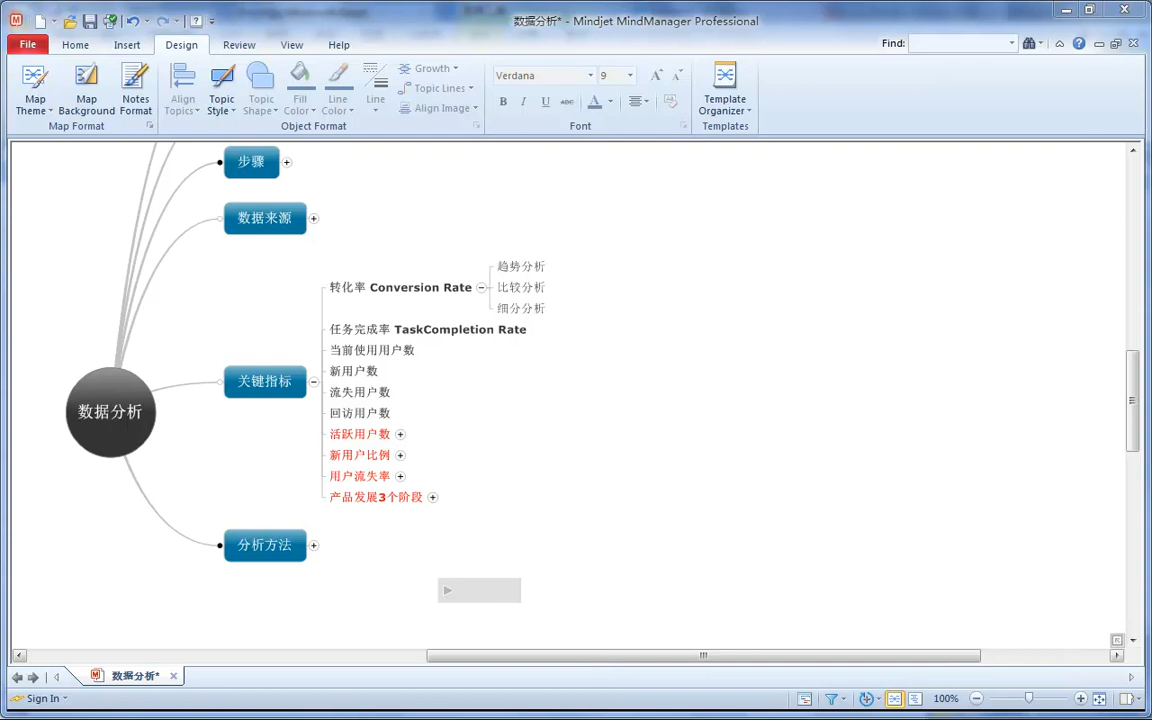 数据分析* - Mindjet MindManager Professional
File Home Insert Design Review View Help Find:
Map Theme
Map Background
Notes Format
Map Format
Align Topics
Topic Style
Topic Shape
Fill Color
Line Color
Line
Growth
Topic Lines
Align Image
Object Format
Verdana 9
B I U ABC A
Font
Template Organizer
Templates
步骤
数据来源
趋势分析
转化率 Conversion Rate
比较分析
细分分析
任务完成率 TaskCompletion Rate
当前使用用户数
新用户数
关键指标
流失用户数
数据分析
回访用户数
活跃用户数
新用户比例
用户流失率
产品发展3个阶段
分析方法
数据分析*
Sign In
100%